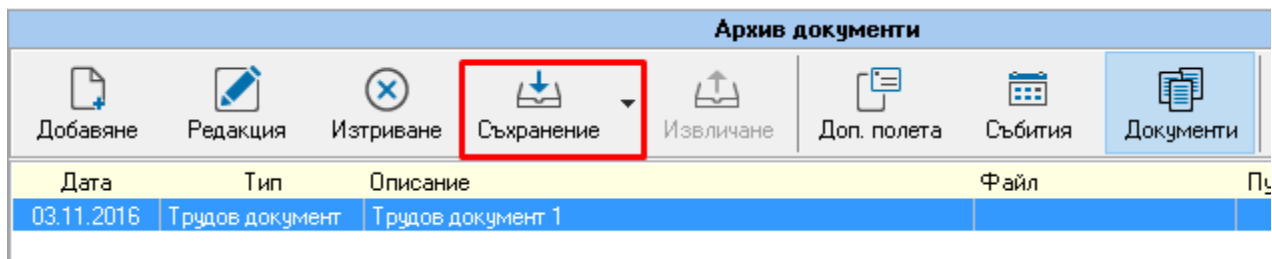 Архив документи
Добавяне Редакция Изтриване Съхранение Извличане Доп. полета Събития Документи
Дата Тип Описание Файл Пу
03.11.2016 Трудов документ Трудов документ 1